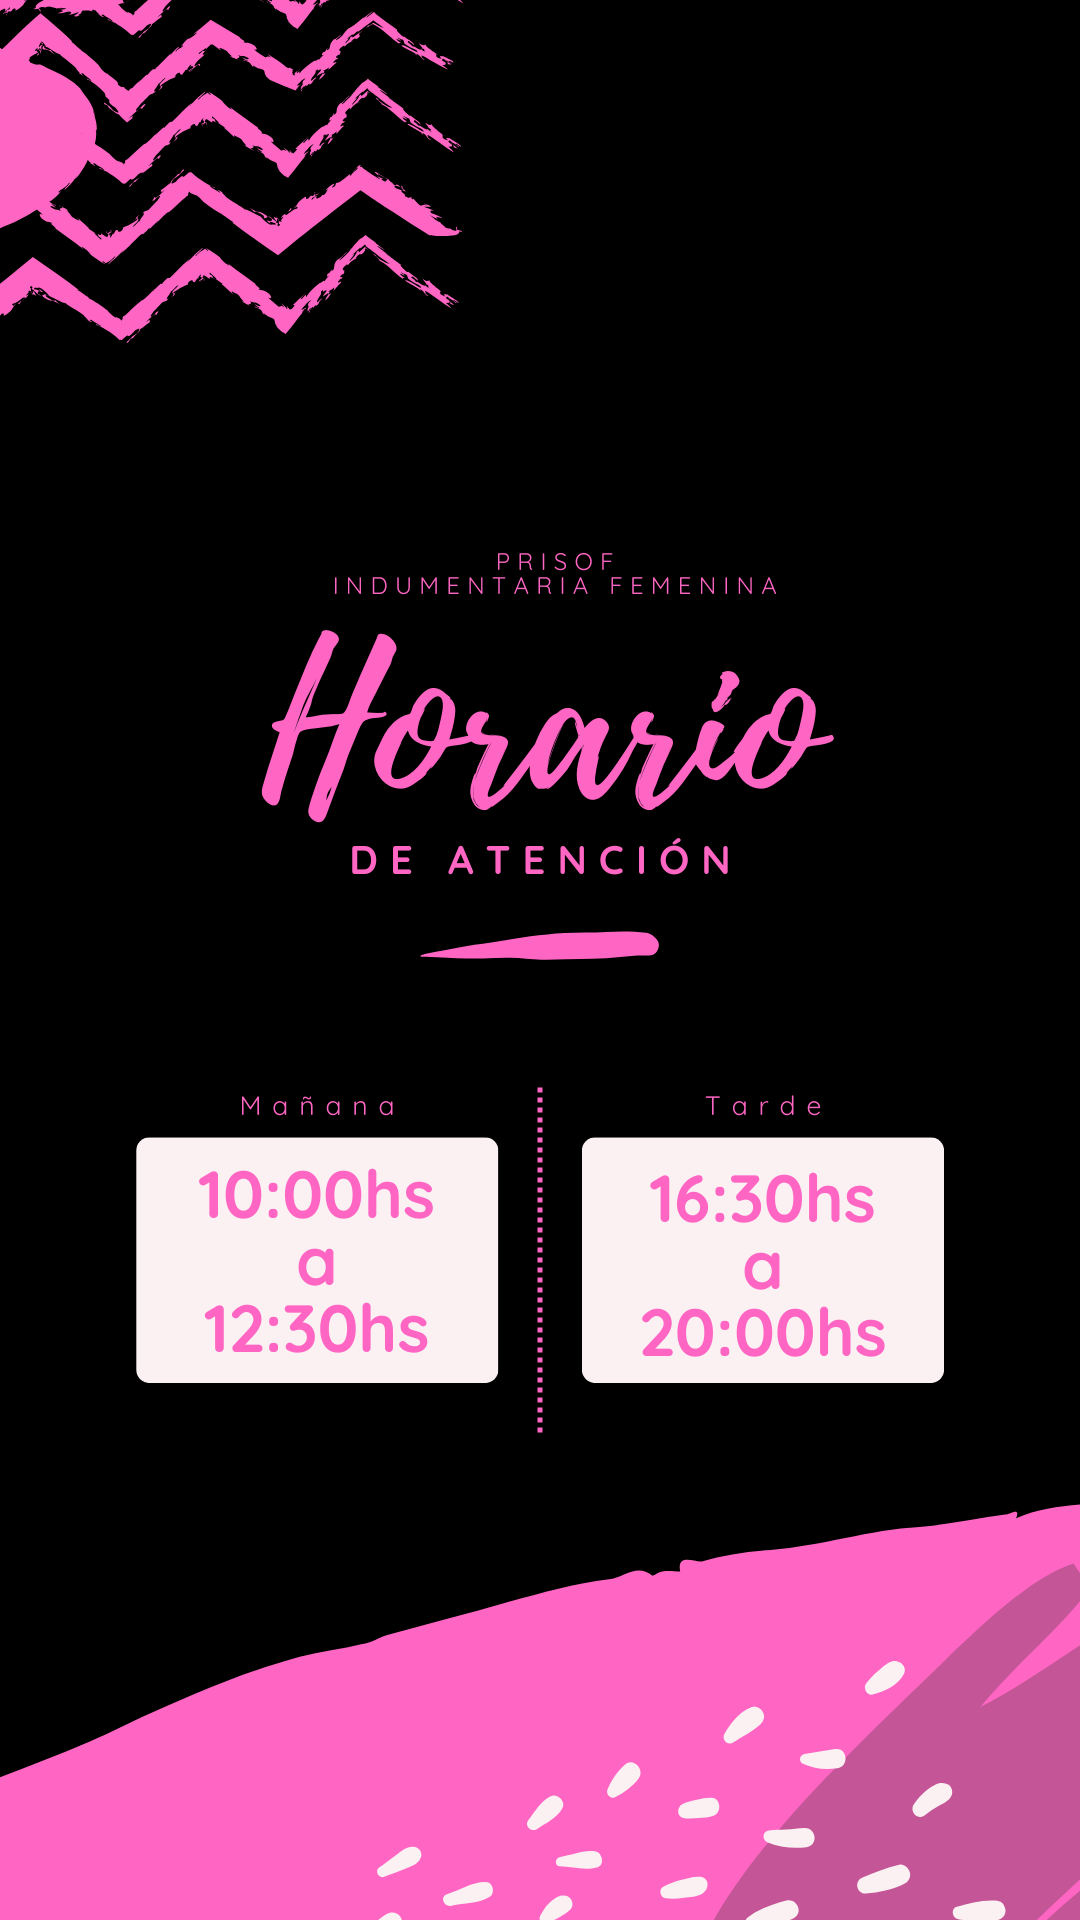 PRISOF
INDUMENTARIA FEMENINA
Horario
DE ATENCIÓN
Mañana
10:00hs
a
12:30hs
Tarde
16:30hs
a
20:00hs